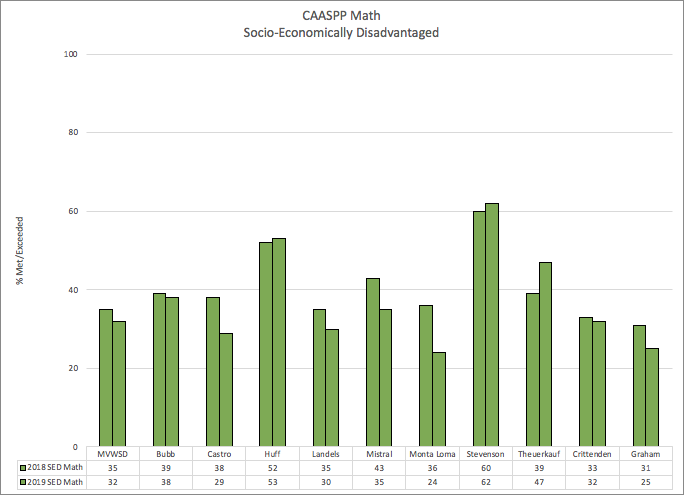 CAASPP Math
Socio-Economically Disadvantaged
100
80
60
40
20
0
% Met/Exceeded
MVWSD Bubb Castro Huff Landels Mistral Monta Loma Stevenson Theuerkauf Crittenden Graham
2018 SED Math 35 39 38 52 35 43 36 60 39 33 31
2019 SED Math 32 38 29 53 30 35 24 62 47 32 25